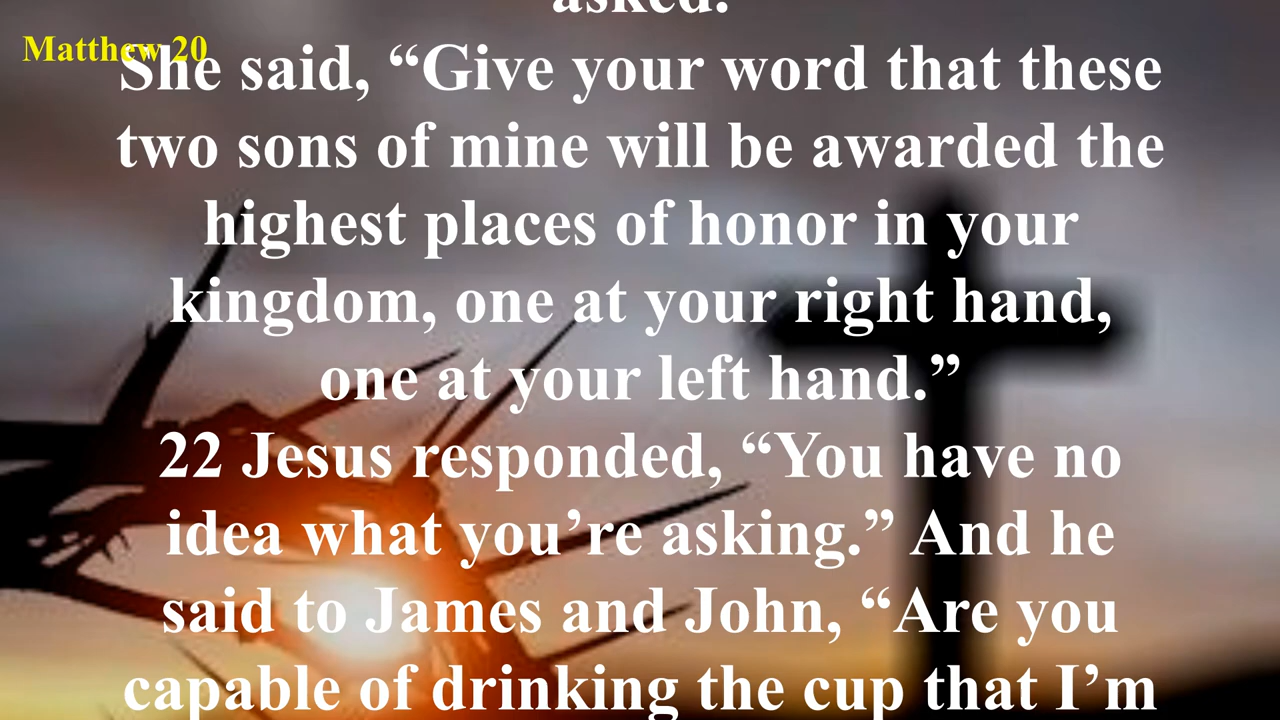 asked.
Matthew 20
She said, “Give your word that these
two sons of mine will be awarded the
highest places of honor in your
kingdom, one at your right hand,
one at your left hand.”
22 Jesus responded, “You have no
idea what you’re asking.” And he
said to James and John, “Are you
capable of drinking the cup that I’m